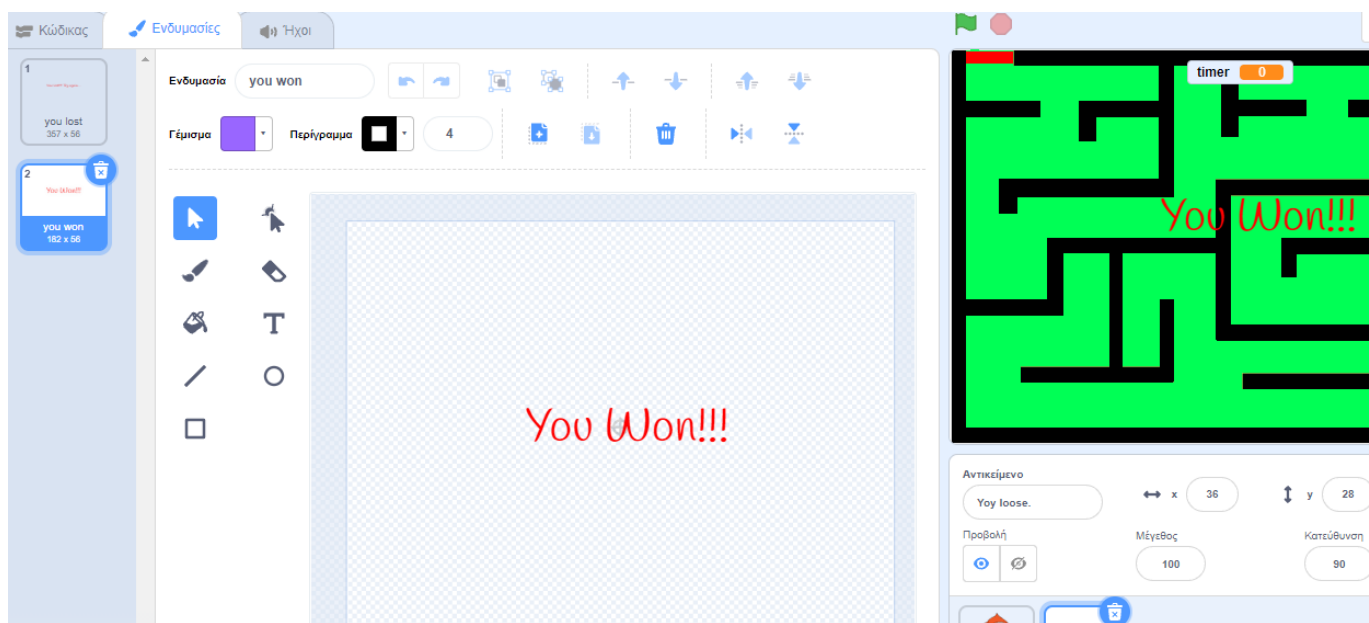 Κώδικας
Ενδυμασίες
Ήχοι
1
you lost
357 x 56
2
You Won!!!
you won
182 x 56
Ενδυμασία
you won
Γέμισμα
Περίγραμμα
4
You Won!!!
timer 0
You Won!!!
Αντικείμενο
Yoy loose.
x 36
y 28
Προβολή
Μέγεθος
100
Κατεύθυνση
90